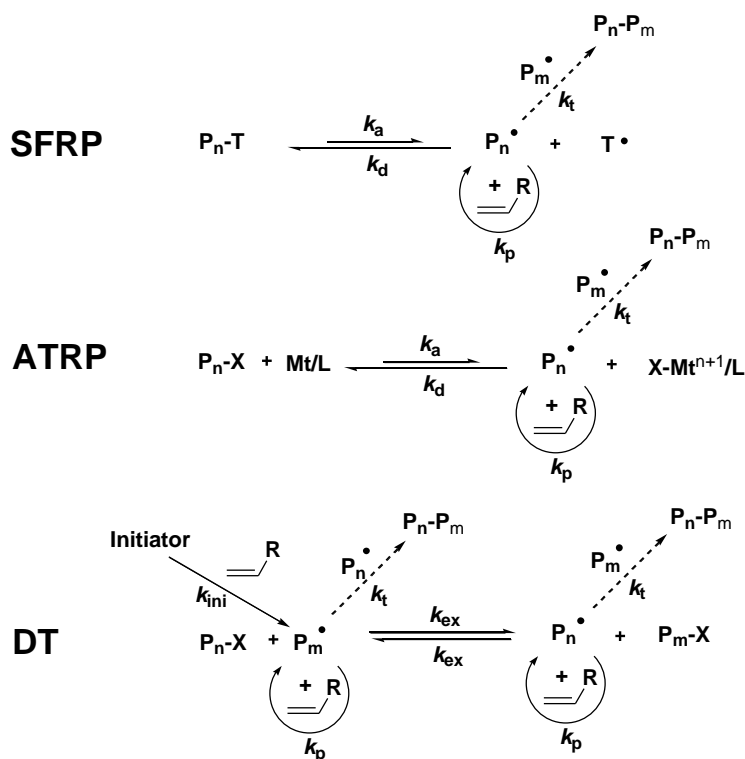 Pn-Pm
Pm•
kt
SFRP
Pn-T
ka
kd
Pn• + T•
+
R
kp
Pn-Pm
Pm•
kt
ATRP
Pn-X + Mt/L
ka
kd
Pn• + X-Mtn+1/L
+
R
kp
Pn-Pm
Pn•
kt
Pn-Pm
Pm•
kt
Initiator
R
kini
DT
Pn-X + Pm•
kex
kex
Pn• + Pm-X
+
R
kp
+
R
kp